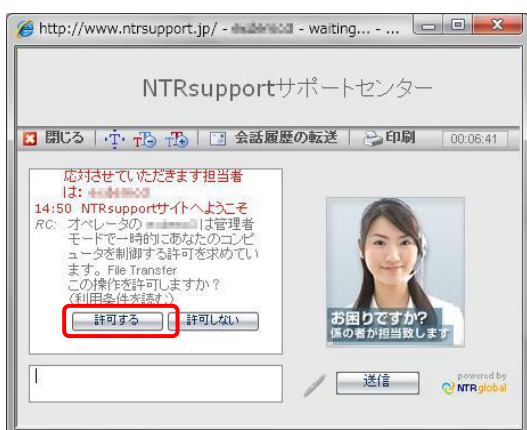 http://www.ntrsupport.jp/ - - waiting... - ...
NTRsupportサポートセンター
閉じる 会話履歴の転送 印刷 00:06:41
応対させていただきます担当者
は:
14:50 NTRsupportサイトへようこそ
RC: オペレータの は管理者
モードで一時的にあなたのコンピ
ュータを制御する許可を求めてい
ます。File Transfer
この操作を許可しますか？
(利用条件を読む:)
許可する 許可しない
お困りですか?
係の者が担当致します
送信
powered by
NTRglobal